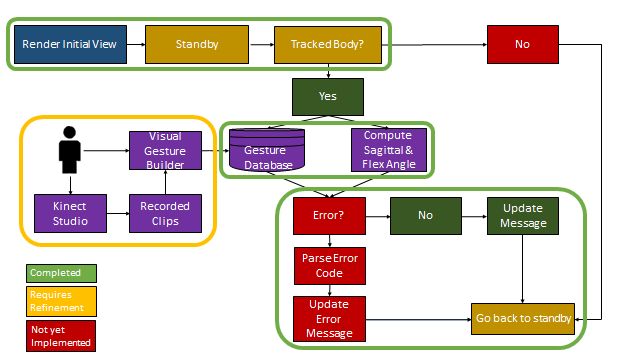 Render Initial View
Standby
Tracked Body?
No
Yes
Visual
Gesture
Builder
Gesture
Database
Compute
Sagittal &
Flex Angle
Kinect
Studio
Recorded
Clips
Error?
No
Update
Message
Parse Error
Code
Update
Error
Message
Go back to standby
Completed
Requires
Refinement
Not yet
Implemented